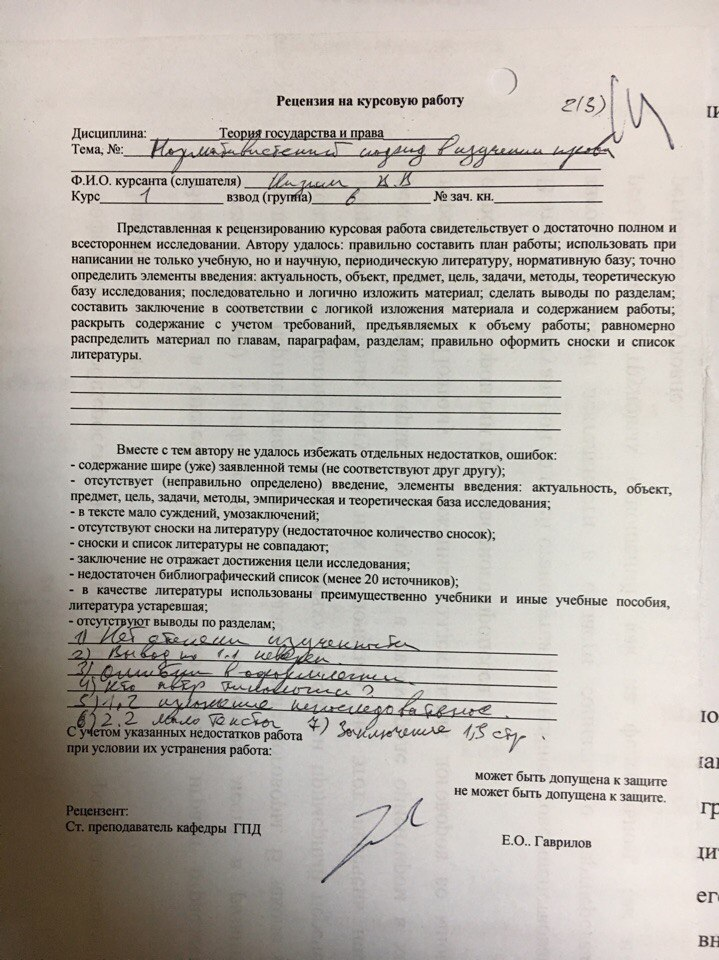 Рецензия на курсовую работу
2(3)
Дисциплина: Теория государства и права
Тема, №: Нормативистский подход в изучении права
Ф.И.О. курсанта (слушателя)
Курс 1 взвод (группа) 6 № зач. кн.
Представленная к рецензированию курсовая работа свидетельствует о достаточно полном и
всестороннем исследовании. Автору удалось: правильно составить план работы; использовать при
написании не только учебную, но и научную, периодическую литературу, нормативную базу; точно
определить элементы введения: актуальность, объект, предмет, цель, задачи, методы, теоретическую
базу исследования; последовательно и логично изложить материал; сделать выводы по разделам;
составить заключение в соответствии с логикой изложения материала и содержанием работы;
раскрыть содержание с учетом требований, предъявляемых к объему работы; равномерно
распределить материал по главам, параграфам, разделам; правильно оформить сноски и список
литературы.
Вместе с тем автору не удалось избежать отдельных недостатков, ошибок:
- содержание шире (уже) заявленной темы (не соответствуют друг другу);
- отсутствует (неправильно определено) введение, элементы введения: актуальность, объект,
предмет, цель, задачи, методы, эмпирическая и теоретическая база исследования;
- в тексте мало суждений, умозаключений;
- отсутствуют сноски на литературу (недостаточное количество сносок);
- сноски и список литературы не совпадают;
- заключение не отражает достижения цели исследования;
- недостаточен библиографический список (менее 20 источников);
- в качестве литературы использованы преимущественно учебники и иные учебные пособия,
литература устаревшая;
- отсутствуют выводы по разделам;
1) Нет степени изученности
2) Вывод по 1.1 неверен.
3) Ошибки в оформлении.
4) Кто автор типологии?
5) 1.2 изложение непоследовательное.
6) 2.2 мало текста 7) Заключение 1,5 стр.
С учетом указанных недостатков работа
при условии их устранения работа:
может быть допущена к защите
не может быть допущена к защите.
Рецензент:
Ст. преподаватель кафедры ГПД
Е.О.. Гаврилов